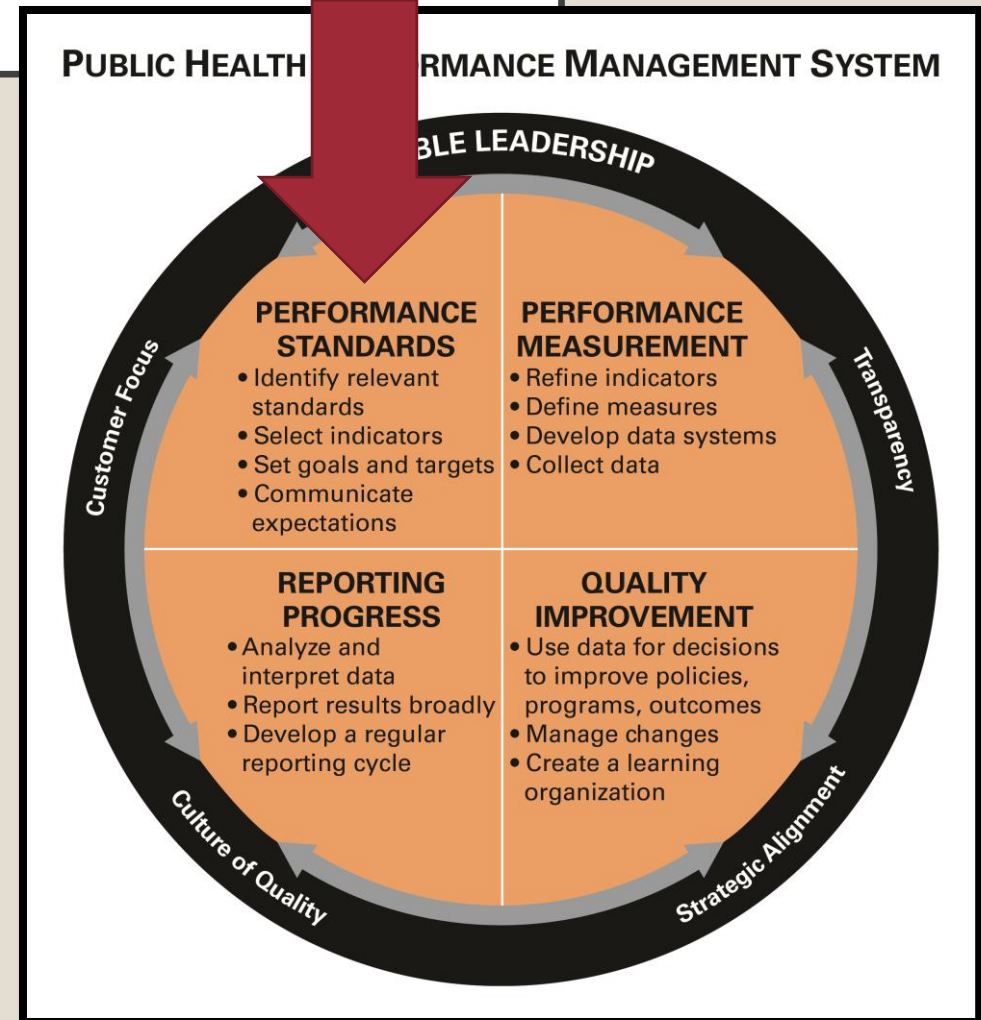 PUBLIC HEALTH RMANCE MANAGEMENT SYSTEM
BLE LEADERSHIP
Customer Focus
Transparency
PERFORMANCE
STANDARDS
• Identify relevant
standards
• Select indicators
• Set goals and targets
• Communicate
expectations
PERFORMANCE
MEASUREMENT
• Refine indicators
• Define measures
• Develop data systems
• Collect data
REPORTING
PROGRESS
• Analyze and
interpret data
• Report results broadly
• Develop a regular
reporting cycle
QUALITY
IMPROVEMENT
• Use data for decisions
to improve policies,
programs, outcomes
• Manage changes
• Create a learning
organization
Culture of Quality
Strategic Alignment